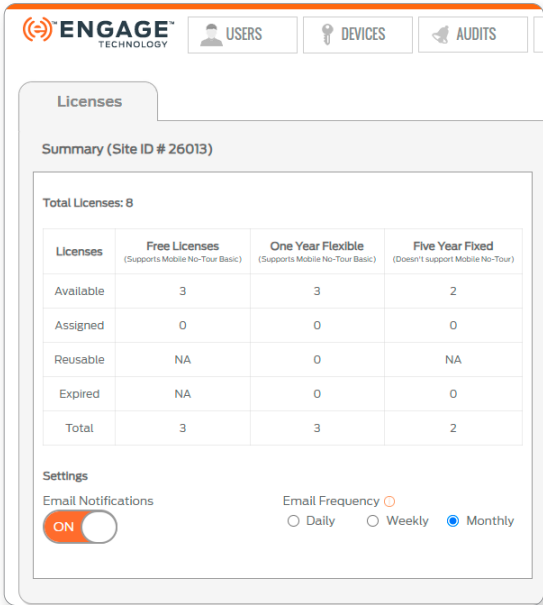 ENGAGE™
TECHNOLOGY
USERS
DEVICES
AUDITS
Licenses
Summary (Site ID # 26013)
Total Licenses: 8
Licenses Free Licenses One Year Flexible Five Year Fixed
(Supports Mobile No-Tour Basic) (Supports Mobile No-Tour Basic) (Doesn't support Mobile No-Tour)
Available 3 3 2
Assigned 0 0 0
Reusable NA 0 NA
Expired NA 0 0
Total 3 3 2
Settings
Email Notifications Email Frequency
ON Daily Weekly Monthly